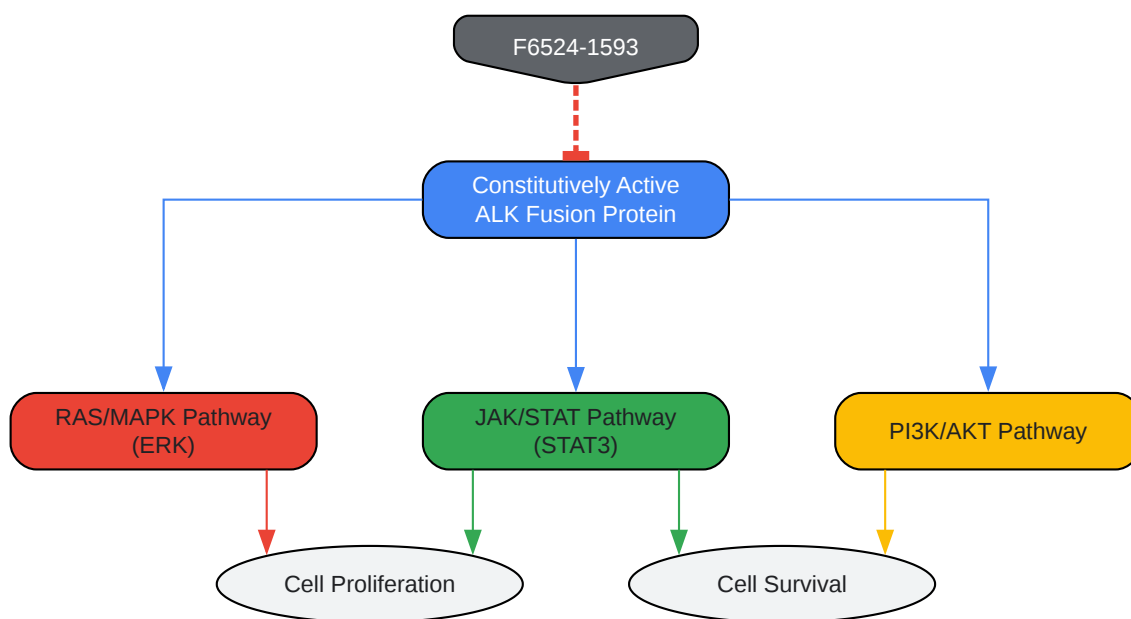 F6524-1593
Constitutively Active
ALK Fusion Protein
RAS/MAPK Pathway
(ERK)
JAK/STAT Pathway
(STAT3)
PI3K/AKT Pathway
Cell Proliferation
Cell Survival